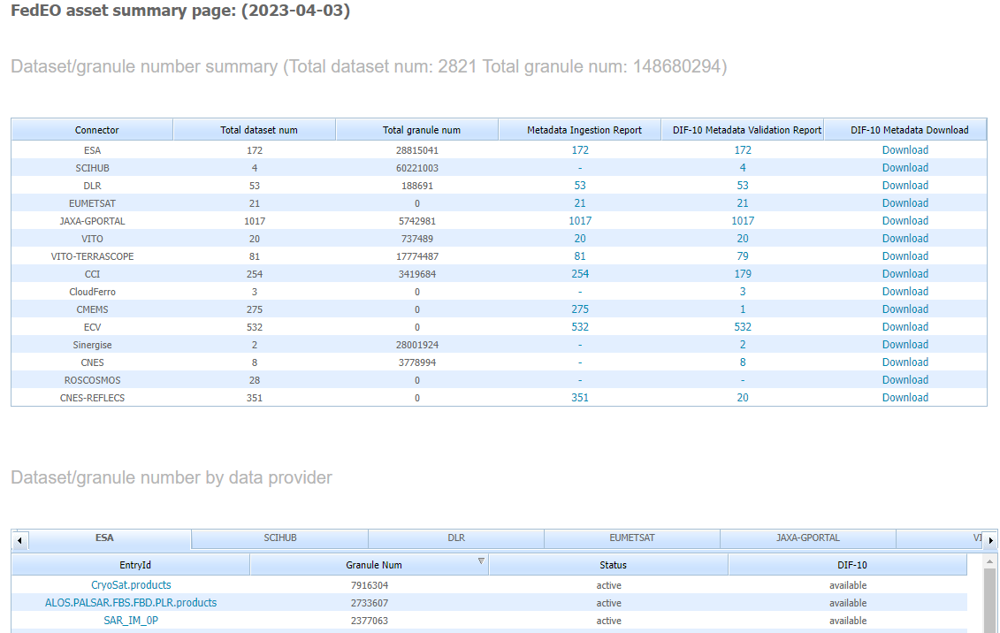 FedEO asset summary page: (2023-04-03)
Dataset/granule number summary (Total dataset num: 2821 Total granule num: 148680294)
Connector Total dataset num Total granule num Metadata Ingestion Report DIF-10 Metadata Validation Report DIF-10 Metadata Download
ESA 172 28815041 172 172 Download
SCIHUB 4 60221003 - 4 Download
DLR 53 188691 53 53 Download
EUMETSAT 21 0 21 21 Download
JAXA-GPORTAL 1017 5742981 1017 1017 Download
VITO 20 737489 20 20 Download
VITO-TERRASCOPE 81 17774487 81 79 Download
CCI 254 3419684 254 179 Download
CloudFerro 3 0 - 3 Download
CMEMS 275 0 275 1 Download
ECV 532 0 532 532 Download
Sinergise 2 28001924 - 2 Download
CNES 8 3778994 - 8 Download
ROSCOSMOS 28 0 - - Download
CNES-REFLECS 351 0 351 20 Download
Dataset/granule number by data provider
ESA SCIHUB DLR EUMETSAT JAXA-GPORTAL
EntryId Granule Num Status DIF-10
CryoSat.products 7916304 active available
ALOS.PALSAR.FBS.FBD.PLR.products 2733607 active available
SAR_IM_0P 2377063 active available